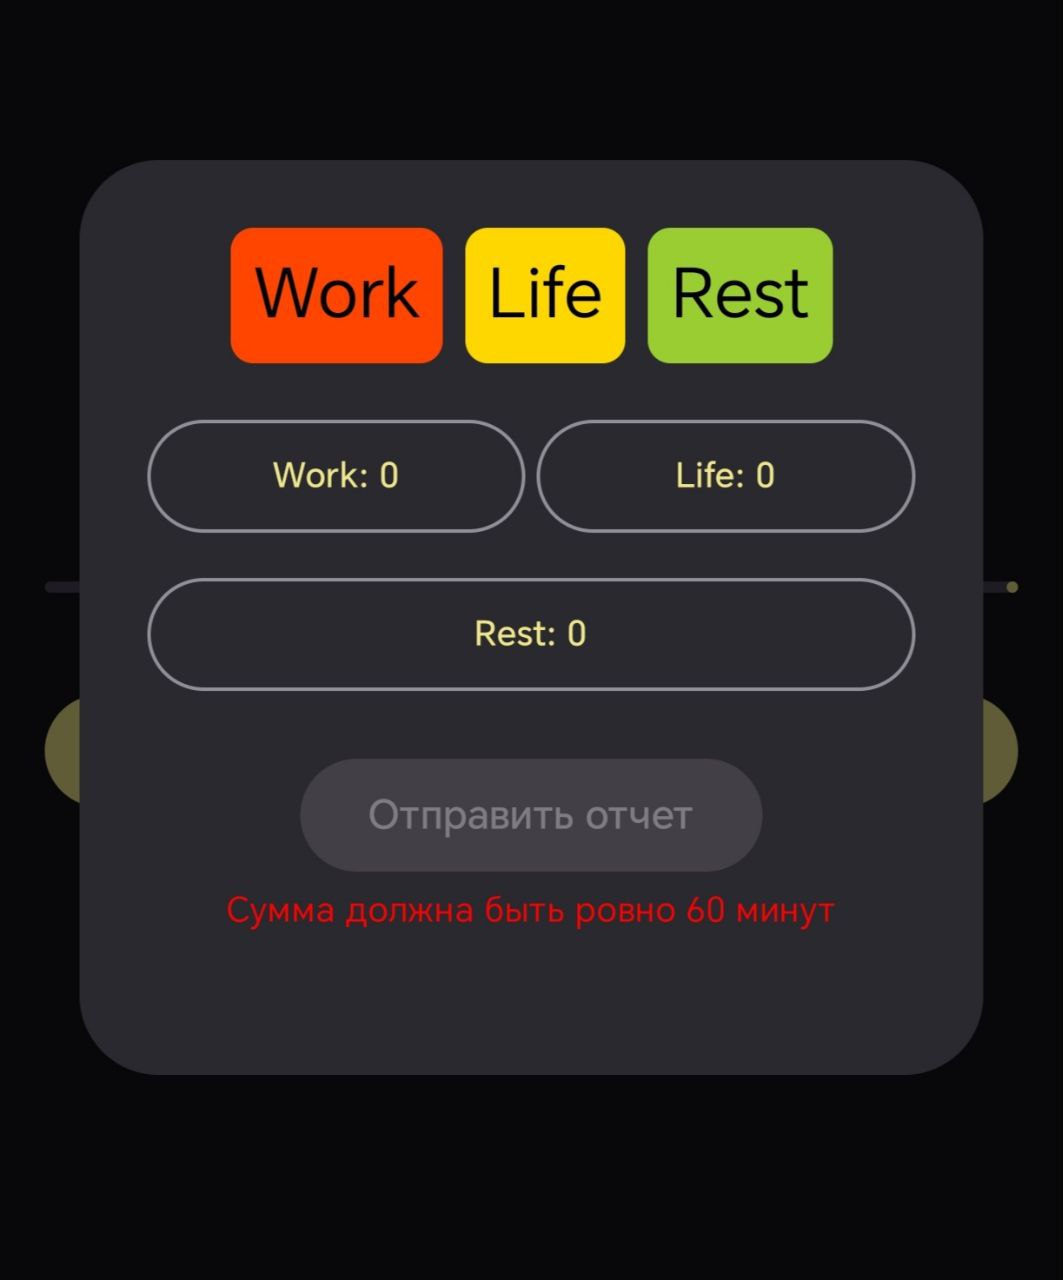 Work Life Rest
Work: 0 Life: 0
Rest: 0
Отправить отчет
Сумма должна быть ровно 60 минут